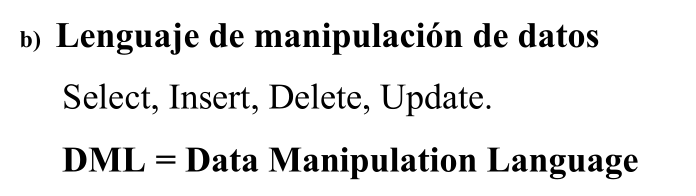 b) Lenguaje de manipulación de datos
Select, Insert, Delete, Update.
DML = Data Manipulation Language